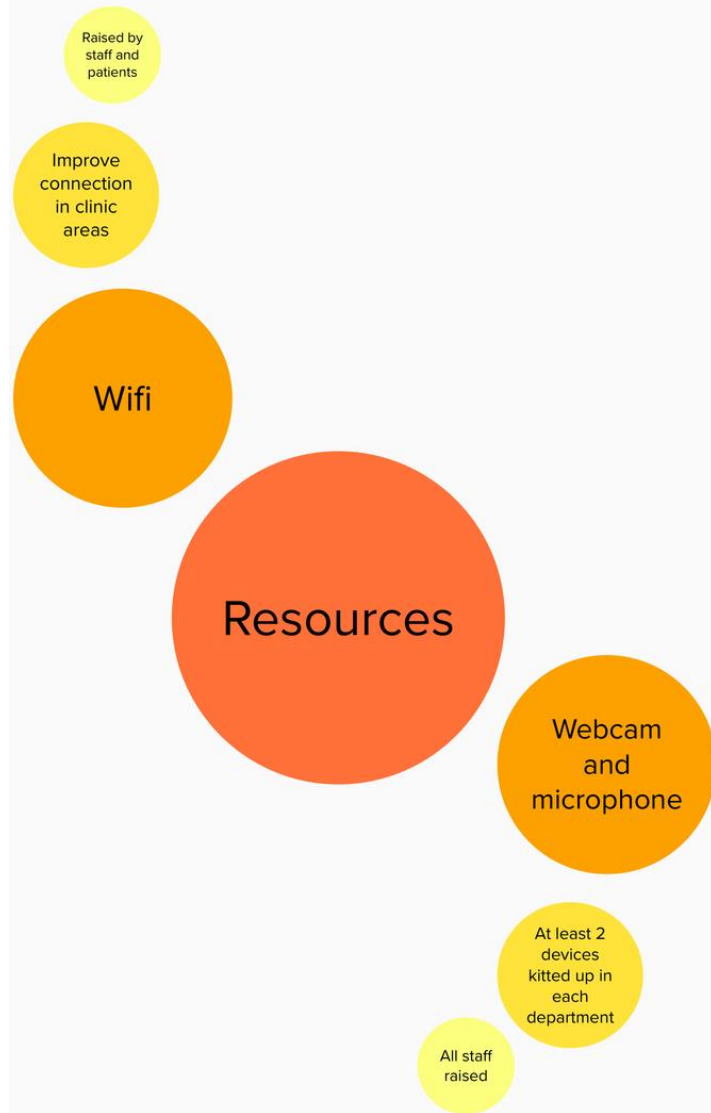 Raised by
staff and
patients
Improve
connection
in clinic
areas
Wifi
Resources
Webcam
and
microphone
At least 2
devices
kitted up in
each
department
All staff
raised